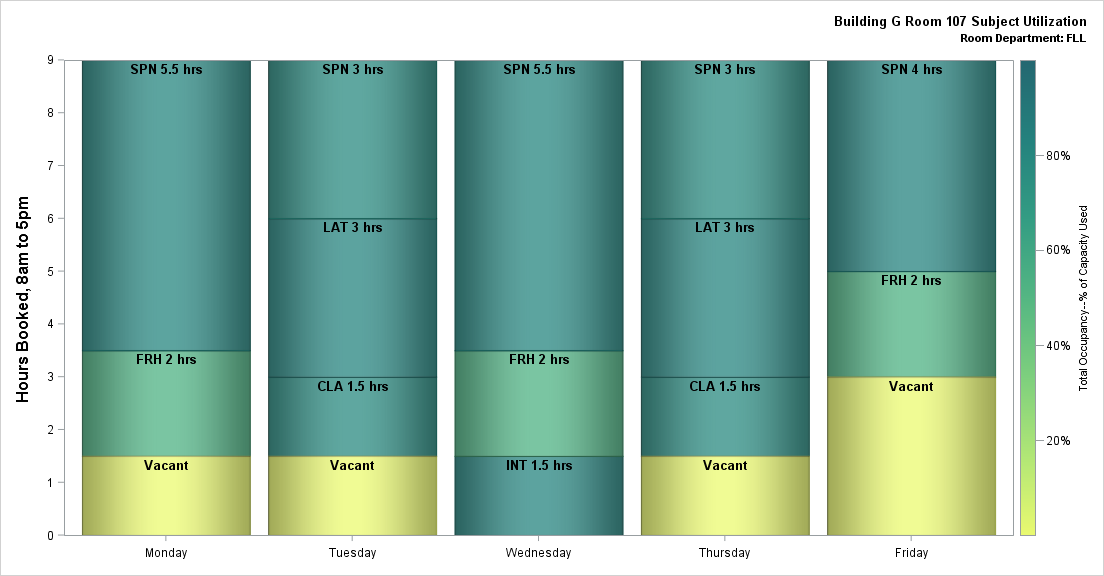 Building G Room 107 Subject Utilization
Room Department: FLL
Hours Booked, 8am to 5pm
9
8
7
6
5
4
3
2
1
0
SPN 5.5 hrs
FRH 2 hrs
Vacant
Monday
SPN 3 hrs
LAT 3 hrs
CLA 1.5 hrs
Vacant
Tuesday
SPN 5.5 hrs
FRH 2 hrs
INT 1.5 hrs
Wednesday
SPN 3 hrs
LAT 3 hrs
CLA 1.5 hrs
Vacant
Thursday
SPN 4 hrs
FRH 2 hrs
Vacant
Friday
80%
60%
40%
20%
Total Occupancy--% of Capacity Used